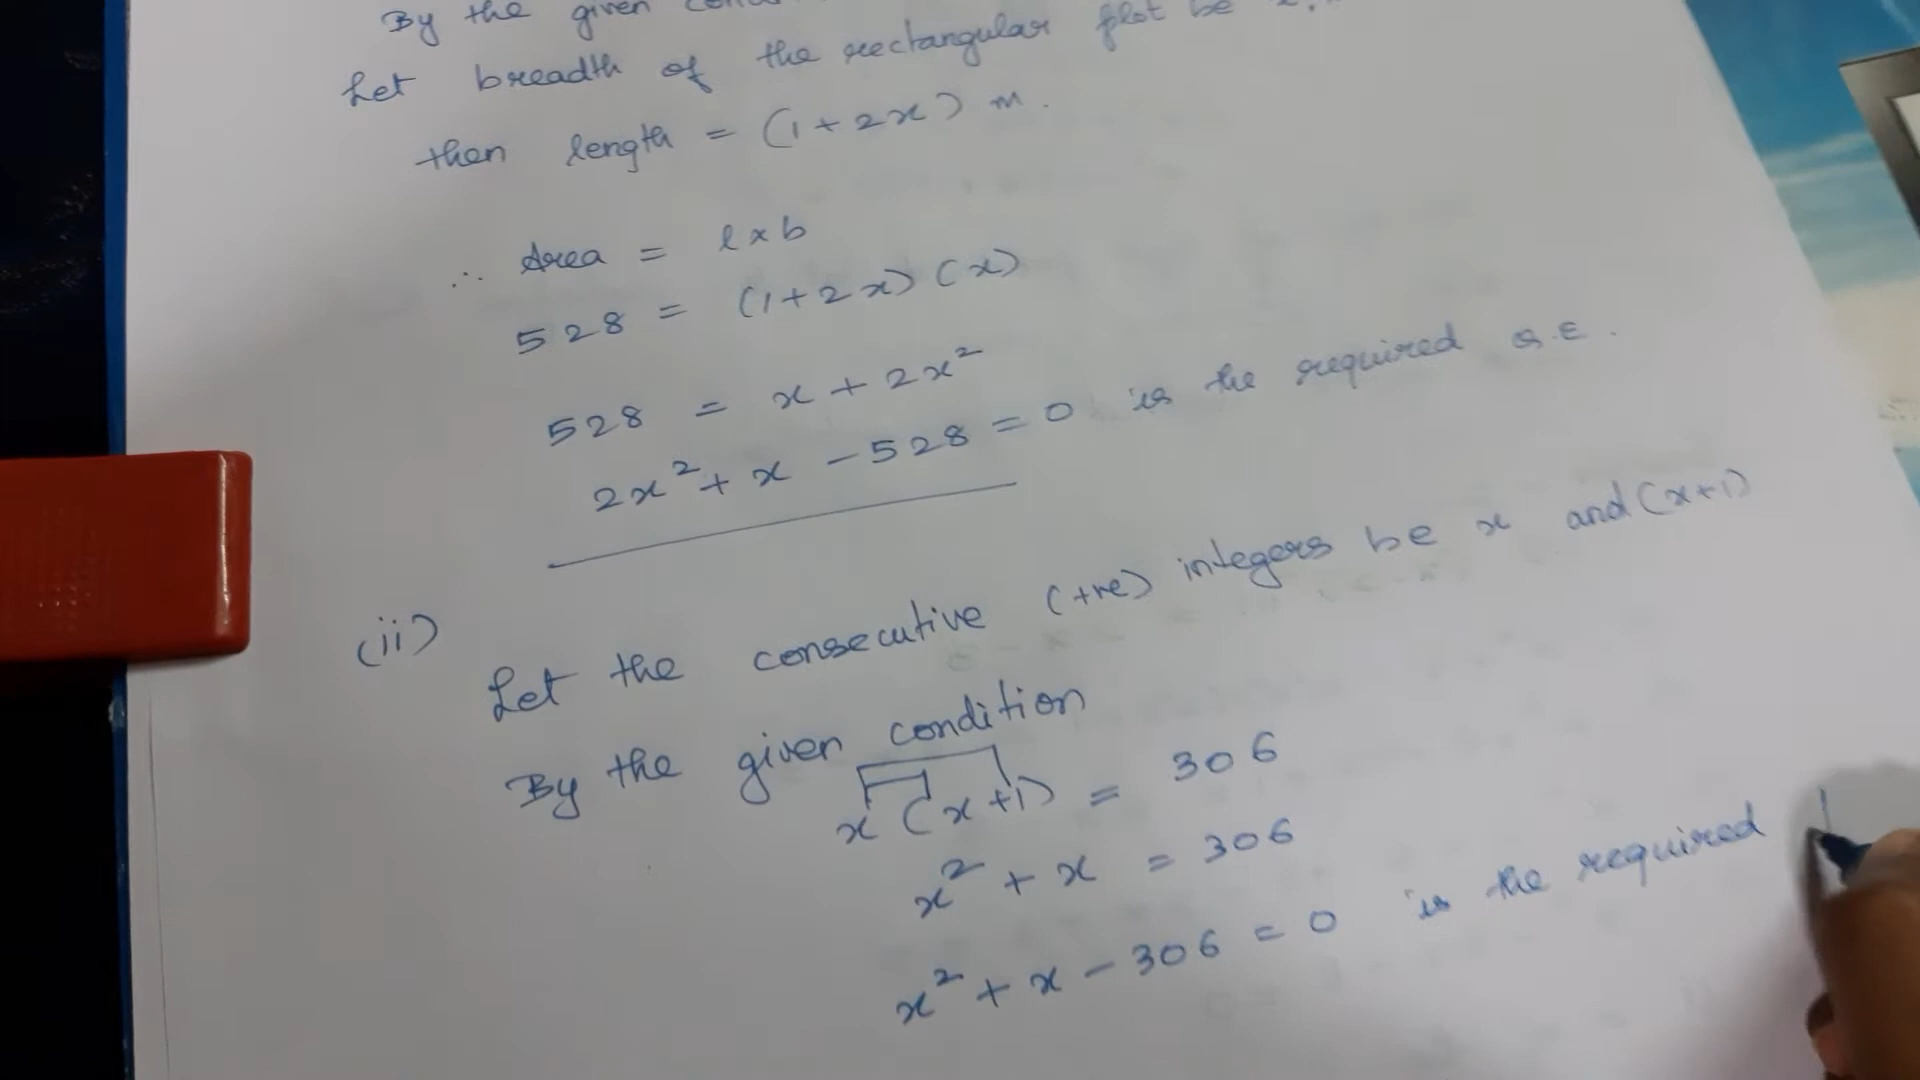 By the given
Let breadth of the rectangular plot be
then length = (1+2x) m.
∴ Area = l×b
528 = (1+2x)(x)
528 = x + 2x²
2x² + x - 528 = 0 is the required Q.E.
(ii) Let the consecutive (+ve) integers be x and (x+1)
By the given condition
x(x+1) = 306
x² + x = 306
x² + x - 306 = 0 is the required